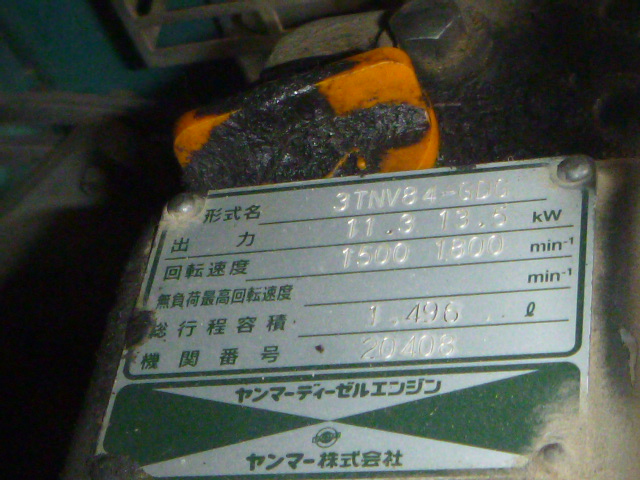 形式名 3TNV84-GDG
出力 11.3 13.5 kW
回転速度 1500 1800 min-1
無負荷最高回転速度 min-1
総行程容積 1.496 ℓ
機関番号 20408
ヤンマーディーゼルエンジン
ヤンマー株式会社